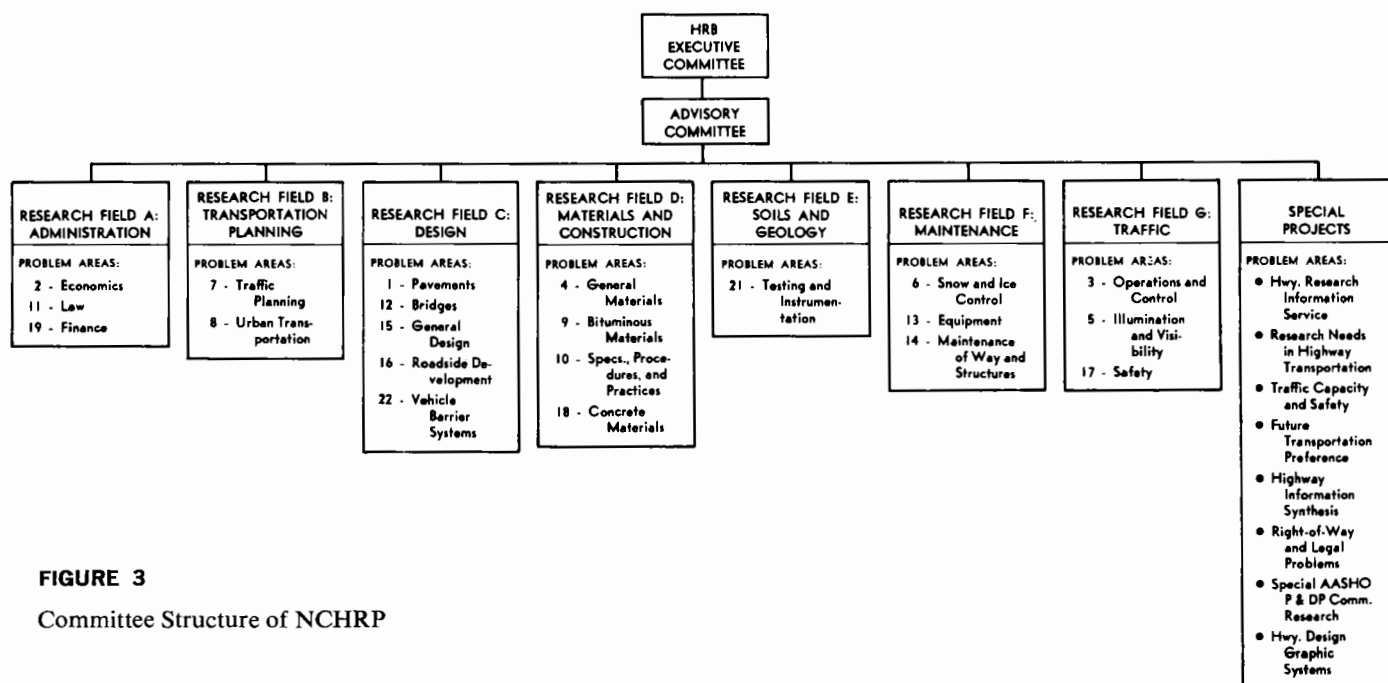 HRB
EXECUTIVE
COMMITTEE
ADVISORY
COMMITTEE
RESEARCH FIELD A:
ADMINISTRATION
PROBLEM AREAS:
2 - Economics
11 - Law
19 - Finance
RESEARCH FIELD B:
TRANSPORTATION
PLANNING
PROBLEM AREAS:
7 - Traffic
Planning
8 - Urban Trans-
portation
RESEARCH FIELD C:
DESIGN
PROBLEM AREAS:
1 - Pavements
12 - Bridges
15 - General
Design
16 - Roadside De-
velopment
22 - Vehicle
Barrier
Systems
RESEARCH FIELD D:
MATERIALS AND
CONSTRUCTION
PROBLEM AREAS:
4 - General
Materials
9 - Bituminous
Materials
10 - Specs., Proce-
dures, and
Practices
18 - Concrete
Materials
RESEARCH FIELD E:
SOILS AND
GEOLOGY
PROBLEM AREAS:
21 - Testing and
Instrumen-
tation
RESEARCH FIELD F:
MAINTENANCE
PROBLEM AREAS:
6 - Snow and Ice
Control
13 - Equipment
14 - Maintenance
of Way and
Structures
RESEARCH FIELD G:
TRAFFIC
PROBLEM AREAS:
3 - Operations and
Control
5 - Illumination
and Visi-
bility
17 - Safety
SPECIAL
PROJECTS
PROBLEM AREAS:
● Hwy. Research
Information
Service
● Research Needs
in Highway
Transportation
● Traffic Capacity
and Safety
● Future
Transportation
Preference
● Highway
Information
Synthesis
● Right-of-Way
and Legal
Problems
● Special AASHO
P & DP Comm.
Research
● Hwy. Design
Graphic
Systems
FIGURE 3
Committee Structure of NCHRP